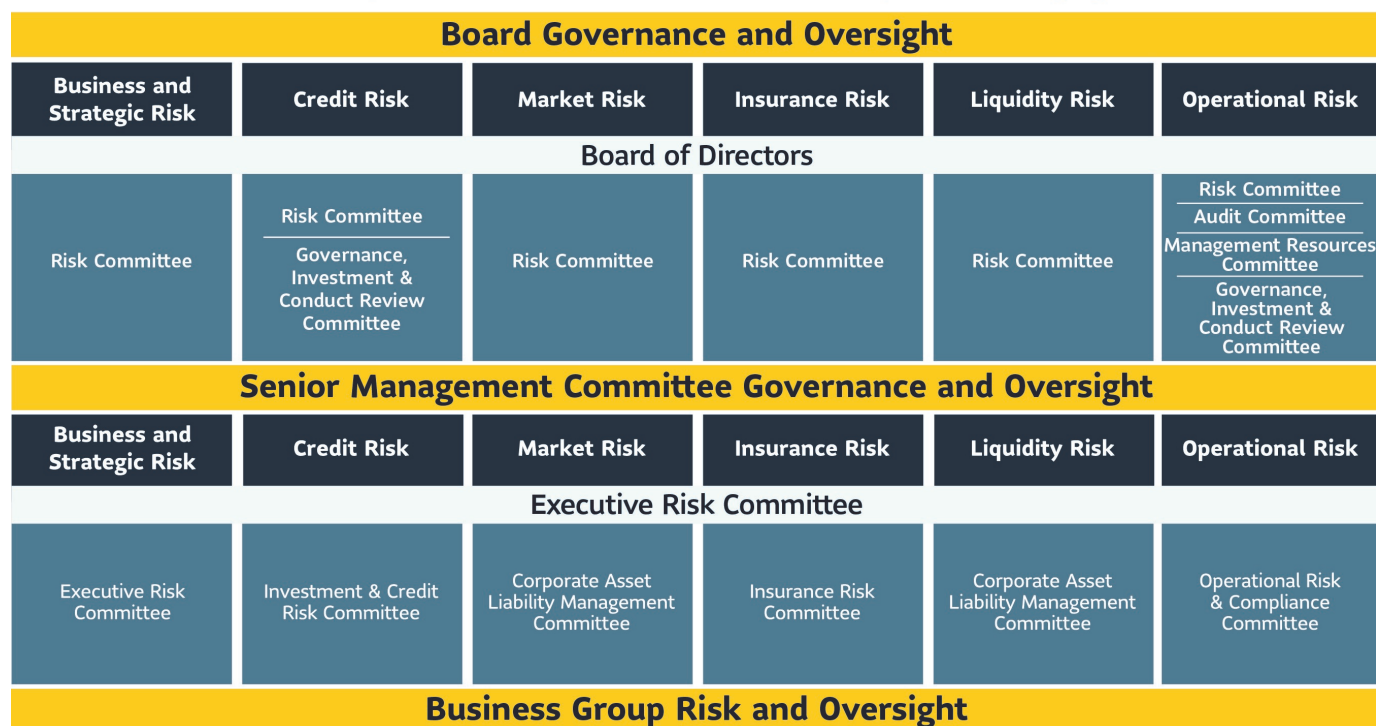 Board Governance and Oversight
Business and
Strategic Risk
Credit Risk
Market Risk
Insurance Risk
Liquidity Risk
Operational Risk
Board of Directors
Risk Committee
Risk Committee
Governance,
Investment &
Conduct Review
Committee
Risk Committee
Risk Committee
Risk Committee
Risk Committee
Audit Committee
Management Resources
Committee
Governance,
Investment &
Conduct Review
Committee
Senior Management Committee Governance and Oversight
Business and
Strategic Risk
Credit Risk
Market Risk
Insurance Risk
Liquidity Risk
Operational Risk
Executive Risk Committee
Executive Risk
Committee
Investment & Credit
Risk Committee
Corporate Asset
Liability Management
Committee
Insurance Risk
Committee
Corporate Asset
Liability Management
Committee
Operational Risk
& Compliance
Committee
Business Group Risk and Oversight